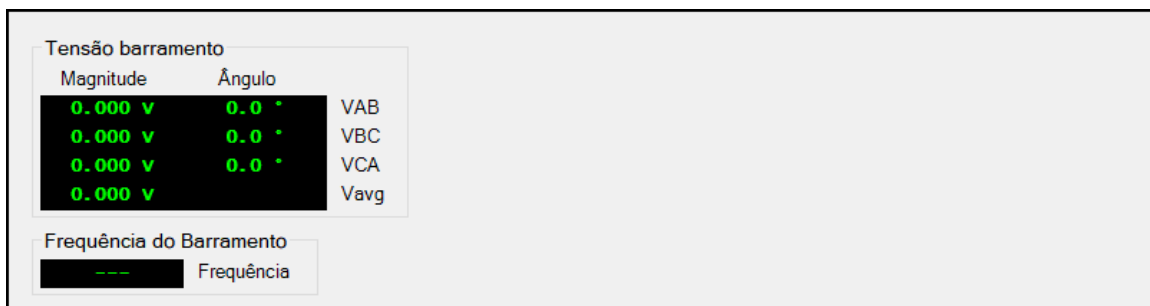 Tensão barramento
Magnitude Ângulo
0.000 V 0.0 ° VAB
0.000 V 0.0 ° VBC
0.000 V 0.0 ° VCA
0.000 V Vavg
Frequência do Barramento
--- Frequência